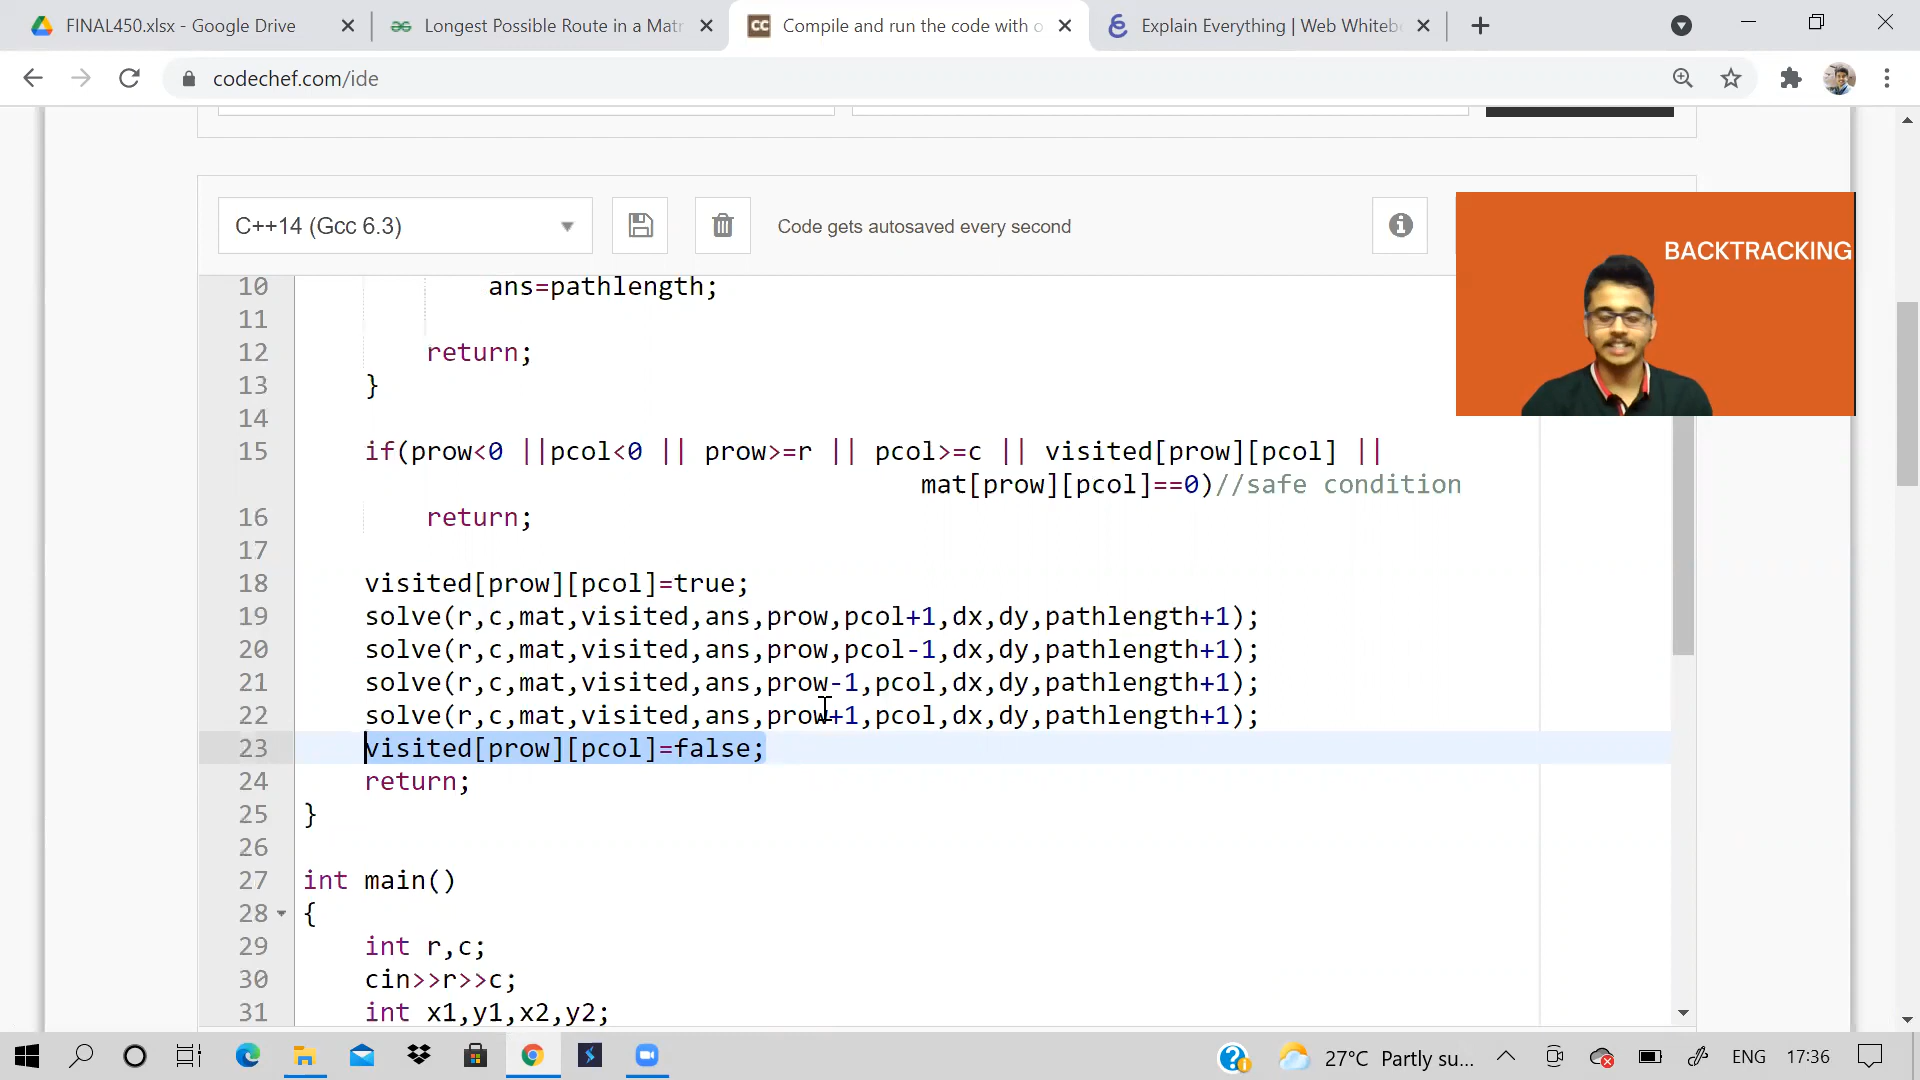 FINAL450.xlsx - Google Drive
Longest Possible Route in a Matr
Compile and run the code with o
Explain Everything | Web Whitebo
codechef.com/ide
C++14 (Gcc 6.3)
Code gets autosaved every second
BACKTRACKING
10 ans=pathlength;
11
12 return;
13 }
14
15 if(prow<0 ||pcol<0 || prow>=r || pcol>=c || visited[prow][pcol] ||
mat[prow][pcol]==0)//safe condition
16 return;
17
18 visited[prow][pcol]=true;
19 solve(r,c,mat,visited,ans,prow,pcol+1,dx,dy,pathlength+1);
20 solve(r,c,mat,visited,ans,prow,pcol-1,dx,dy,pathlength+1);
21 solve(r,c,mat,visited,ans,prow-1,pcol,dx,dy,pathlength+1);
22 solve(r,c,mat,visited,ans,prow+1,pcol,dx,dy,pathlength+1);
23 visited[prow][pcol]=false;
24 return;
25 }
26
27 int main()
28 {
29 int r,c;
30 cin>>r>>c;
31 int x1,y1,x2,y2;
27°C Partly su...
ENG
17:36